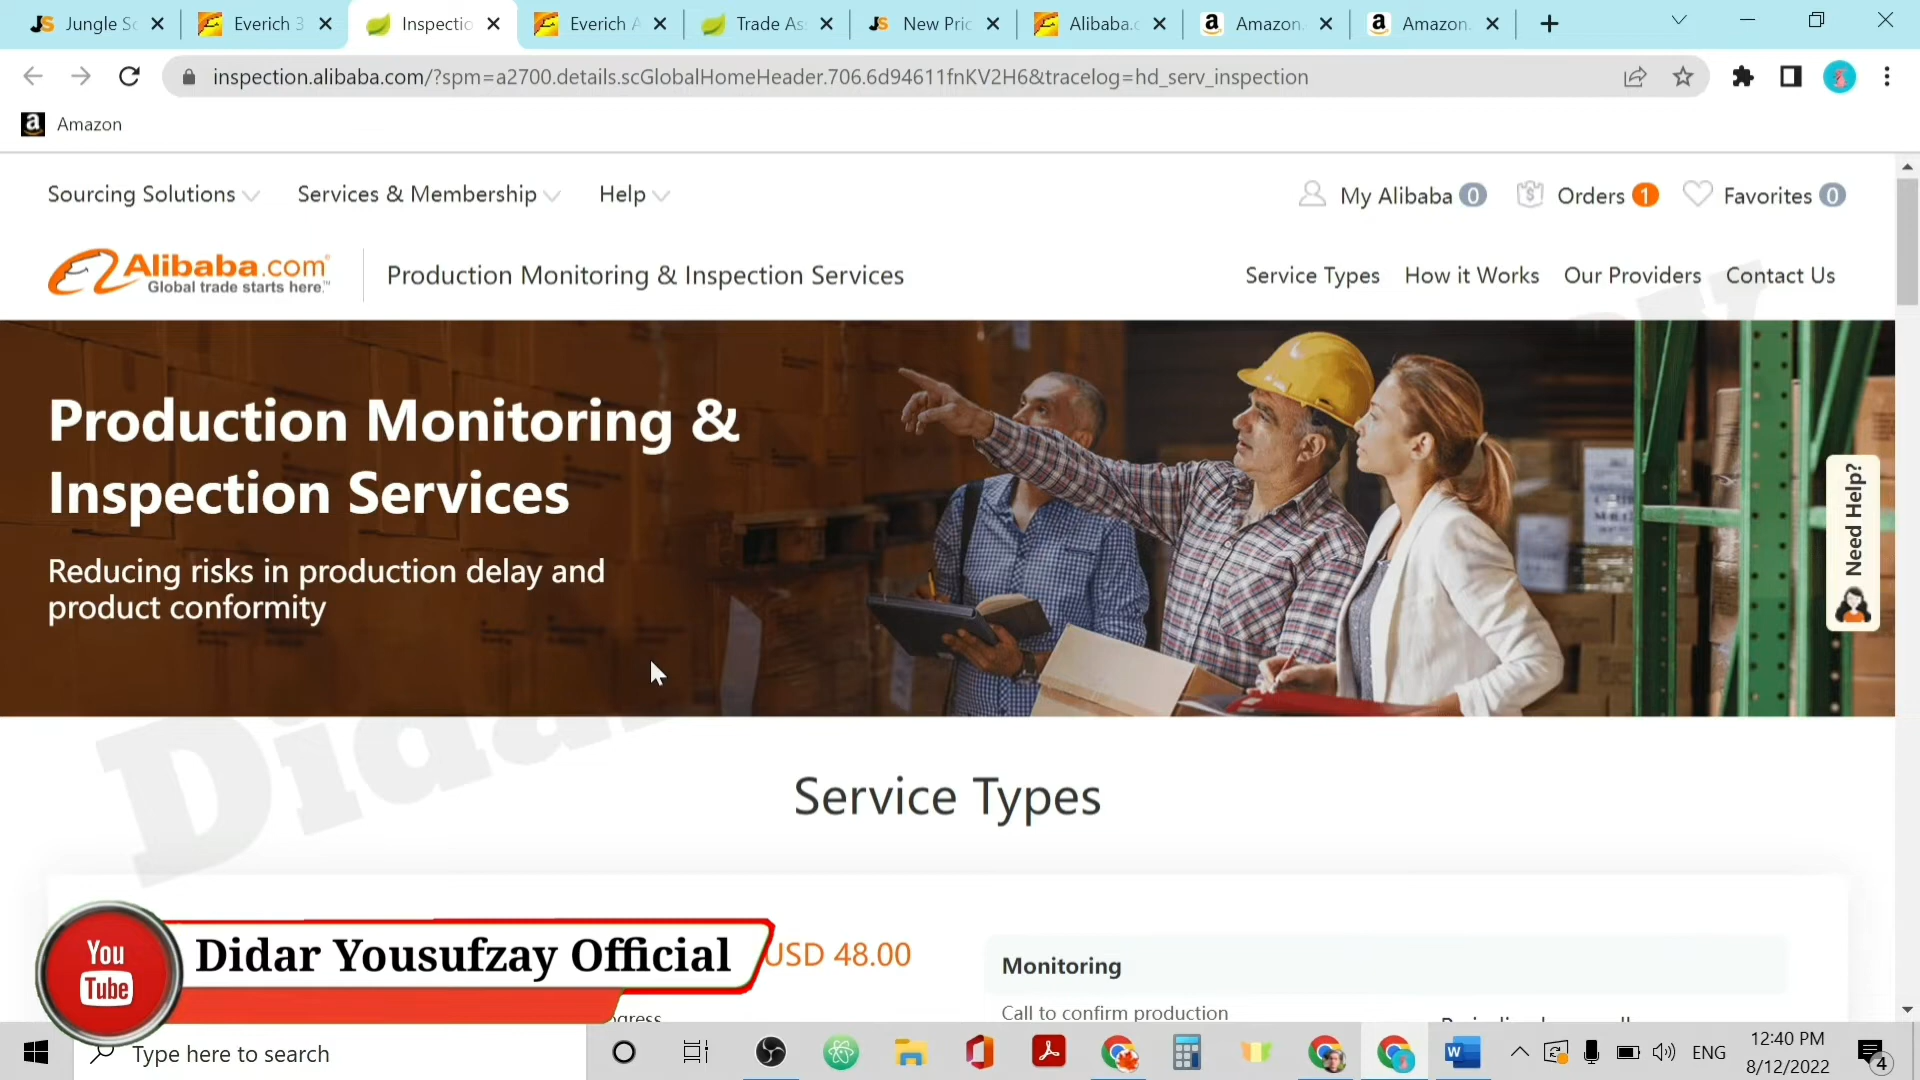 Jungle Sc
Everich 3
Inspectio
Everich A
Trade As
New Pric
Alibaba.c
Amazon.
Amazon.
inspection.alibaba.com/?spm=a2700.details.scGlobalHomeHeader.706.6d94611fnKV2H6&tracelog=hd_serv_inspection
Amazon
Sourcing Solutions
Services & Membership
Help
My Alibaba 0
Orders 1
Favorites 0
Alibaba.com
Global trade starts here.™
Production Monitoring & Inspection Services
Service Types
How it Works
Our Providers
Contact Us
Production Monitoring &
Inspection Services
Reducing risks in production delay and
product conformity
Need Help?
Didar
Service Types
You
Tube
Didar Yousufzay Official
USD 48.00
Monitoring
Call to confirm production
Type here to search
ENG
12:40 PM
8/12/2022
4